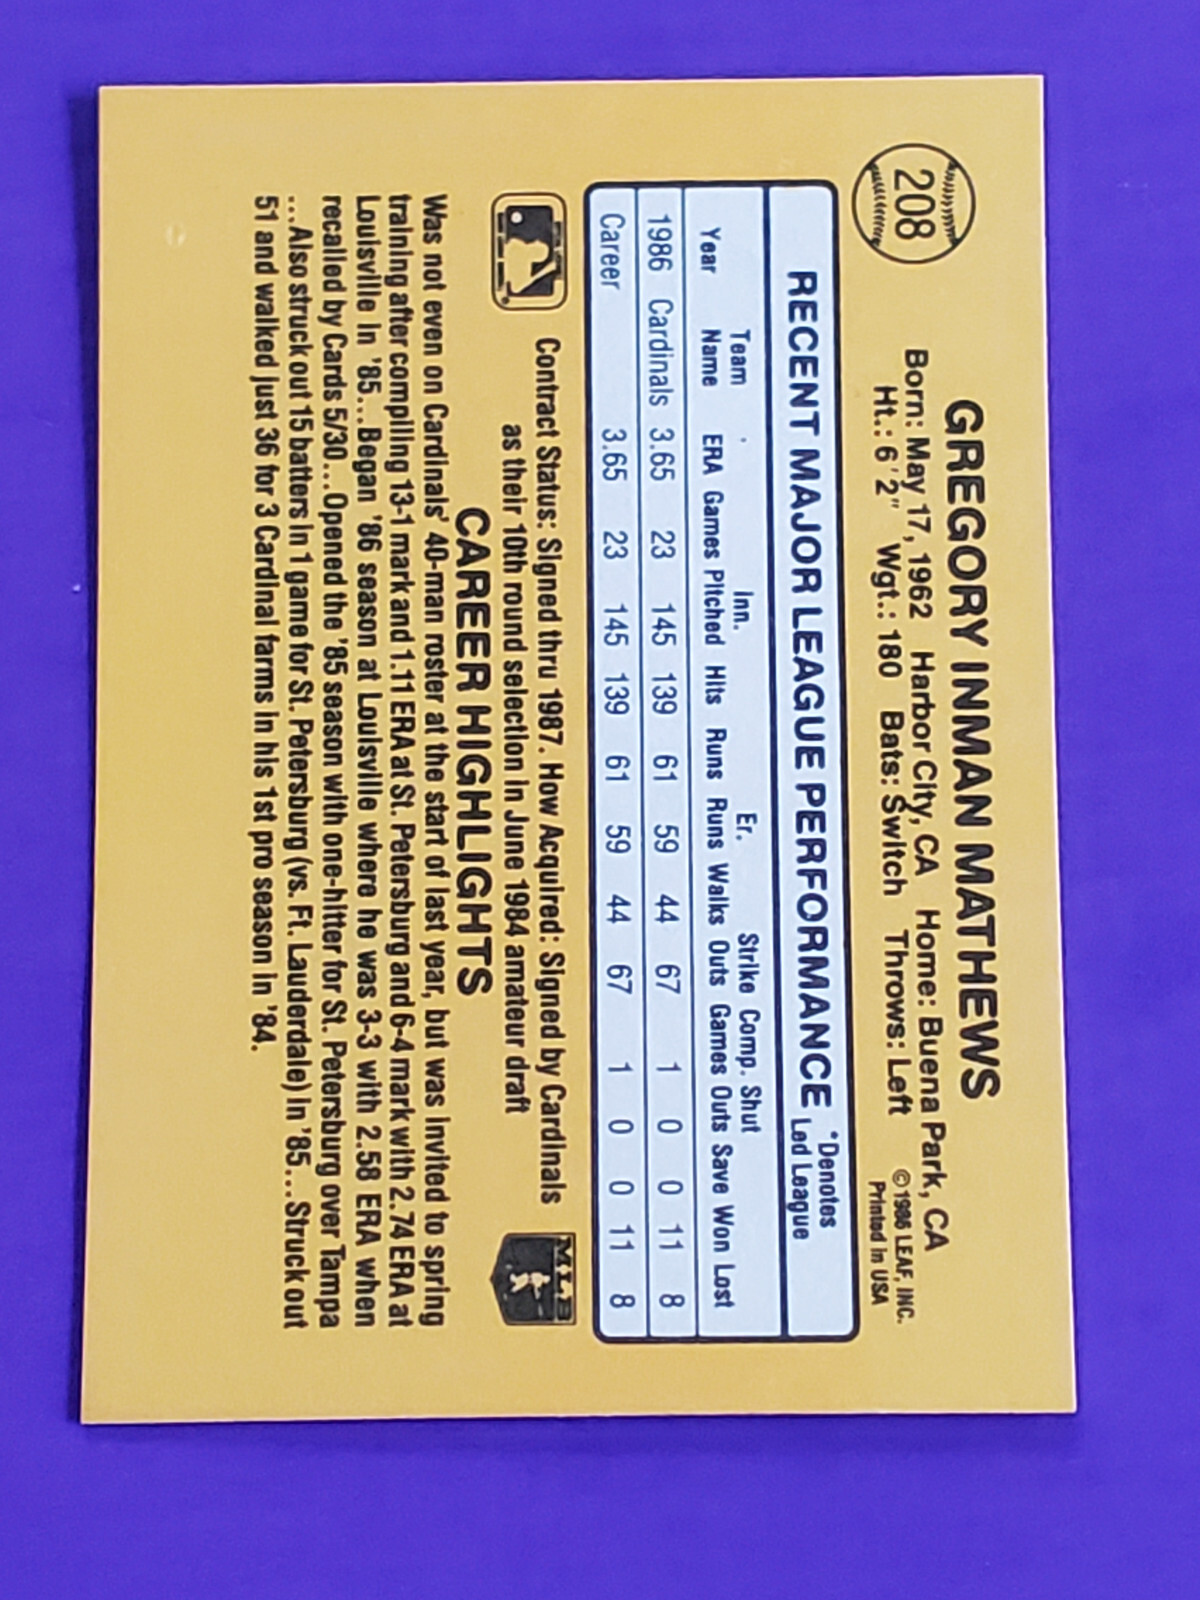 208
GREGORY INMAN MATHEWS
Born: May 17, 1962 Harbor City, CA Home: Buena Park, CA
Ht.: 6'2" Wgt.: 180 Bats: Switch Throws: Left
©1986 LEAF, INC.
Printed in USA
RECENT MAJOR LEAGUE PERFORMANCE *Denotes Led League
Team Inn. Er. Strike Comp. Shut
Year Name ERA Games Pitched Hits Runs Runs Walks Outs Games Outs Save Won Lost
1986 Cardinals 3.65 23 145 139 61 59 44 67 1 0 0 11 8
Career 3.65 23 145 139 61 59 44 67 1 0 0 11 8
Contract Status: Signed thru 1987. How Acquired: Signed by Cardinals
as their 10th round selection in June 1984 amateur draft
MLB
CAREER HIGHLIGHTS
Was not even on Cardinals' 40-man roster at the start of last year, but was invited to spring
training after compiling 13-1 mark and 1.11 ERA at St. Petersburg and 6-4 mark with 2.74 ERA at
Louisville in '85...Began '86 season at Louisville where he was 3-3 with 2.58 ERA when
recalled by Cards 5/30...Opened the '85 season with one-hitter for St. Petersburg over Tampa
...Also struck out 15 batters in 1 game for St. Petersburg (vs. Ft. Lauderdale) in '85...Struck out
51 and walked just 36 for 3 Cardinal farms in his 1st pro season in '84.